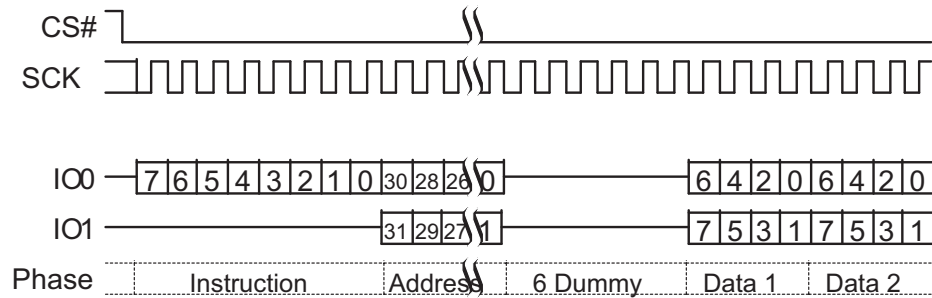 CS#
SCK
IO0 7 6 5 4 3 2 1 0 30 28 26 0 6 4 2 0 6 4 2 0
IO1 31 29 27 1 7 5 3 1 7 5 3 1
Phase Instruction Address 6 Dummy Data 1 Data 2